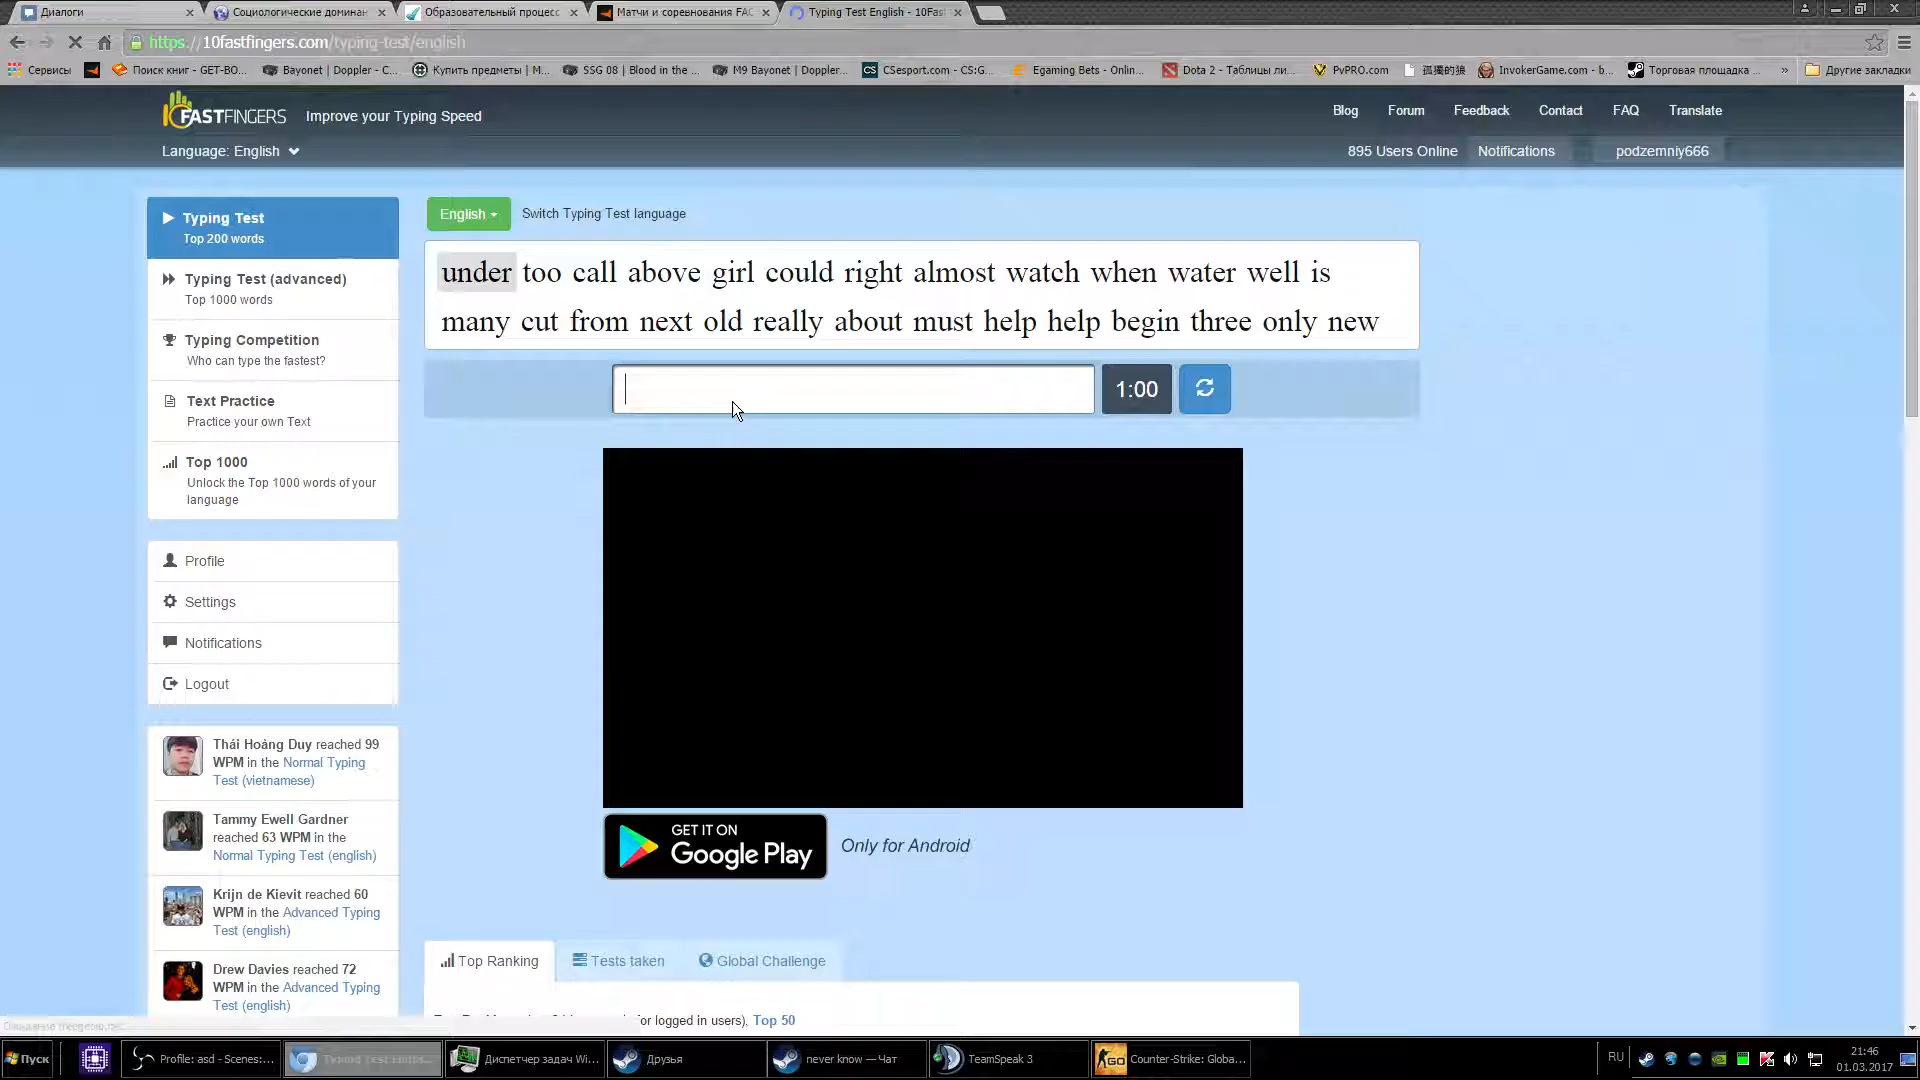 Диалоги
Социологические доминан
Образовательный процесс
Матчи и соревнования FAC
Typing Test English - 10Fas
https://10fastfingers.com/typing-test/english
Сервисы
Поиск книг - GET-BO...
Bayonet | Doppler - C...
Купить предметы | М...
SSG 08 | Blood in the ...
M9 Bayonet | Doppler...
CSesport.com - CS:G...
Egaming Bets - Onlin...
Dota 2 - Таблицы ли...
PvPRO.com
孤獨的狼
InvokerGame.com - b...
Торговая площадка ...
»
Другие закладки
FASTFINGERS
Improve your Typing Speed
Blog
Forum
Feedback
Contact
FAQ
Translate
Language: English
895 Users Online
Notifications
podzemniy666
Typing Test
Top 200 words
Typing Test (advanced)
Top 1000 words
Typing Competition
Who can type the fastest?
Text Practice
Practice your own Text
Top 1000
Unlock the Top 1000 words of your
language
English
Switch Typing Test language
under too call above girl could right almost watch when water well is
many cut from next old really about must help help begin three only new
1:00
Profile
Settings
Notifications
Logout
Thái Hoàng Duy reached 99
WPM in the Normal Typing
Test (vietnamese)
Tammy Ewell Gardner
reached 63 WPM in the
Normal Typing Test (english)
Krijn de Kievit reached 60
WPM in the Advanced Typing
Test (english)
Drew Davies reached 72
WPM in the Advanced Typing
Test (english)
GET IT ON
Google Play
Only for Android
Top Ranking
Tests taken
Global Challenge
for logged in users), Top 50
Пуск
Profile: asd - Scenes:...
Диспетчер задач Wi...
Друзья
never know — Чат
TeamSpeak 3
Counter-Strike: Globa...
RU
21:46
01.03.2017